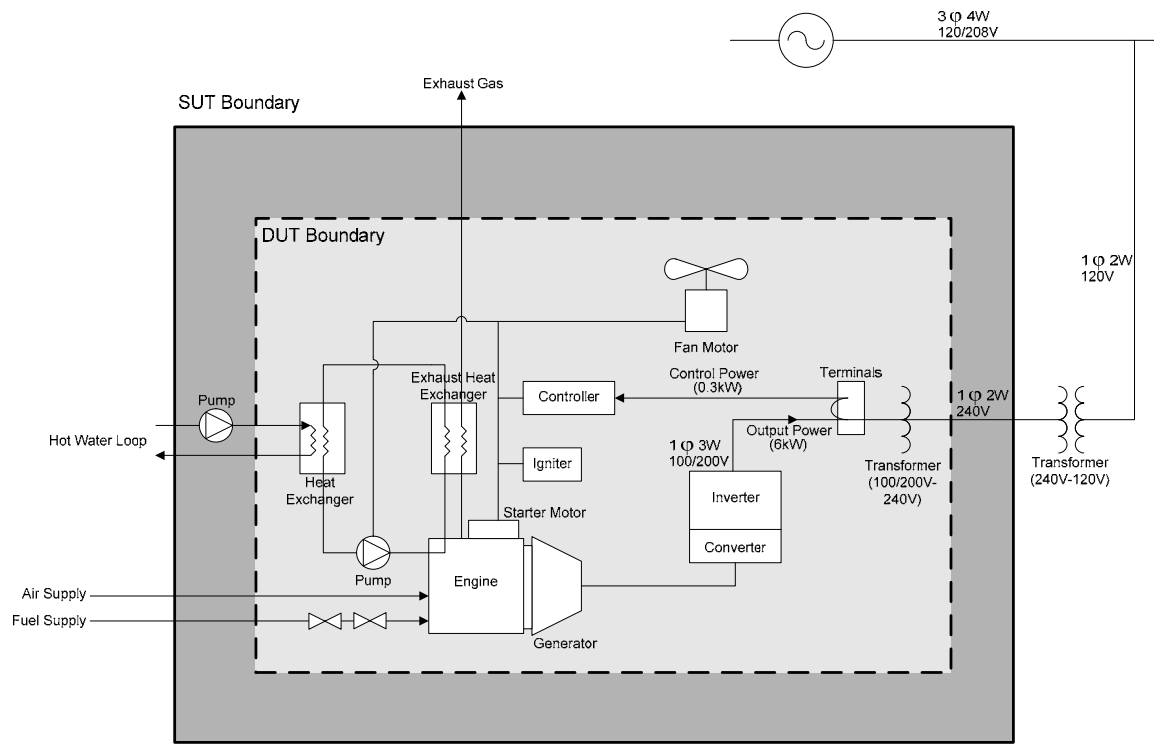 3 φ 4W
120/208V
Exhaust Gas
SUT Boundary
DUT Boundary
1 φ 2W
120V
Fan Motor
Exhaust Heat
Exchanger
Control Power
(0.3kW)
Terminals
Controller
Pump
1 φ 2W
240V
Output Power
(6kW)
Hot Water Loop
1 φ 3W
100/200V
Igniter
Transformer
(100/200V-
240V)
Transformer
(240V-120V)
Heat
Exchanger
Inverter
Starter Motor
Converter
Pump
Engine
Air Supply
Fuel Supply
Generator